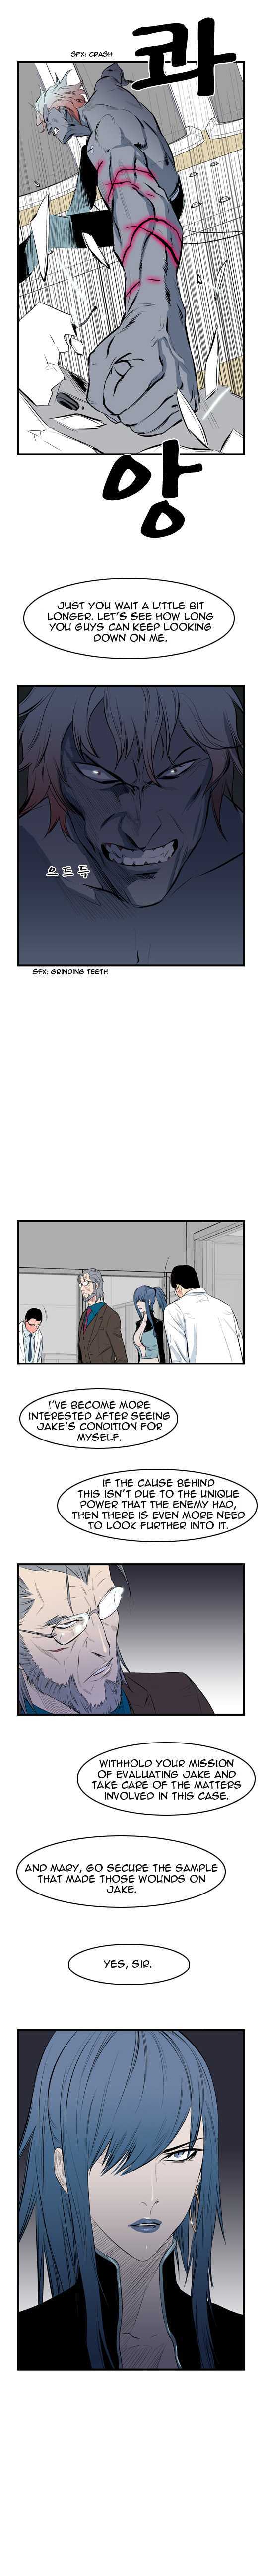 SFX: CRASH
콰
앙
JUST YOU WAIT A LITTLE BIT
LONGER. LET'S SEE HOW LONG
YOU GUYS CAN KEEP LOOKING
DOWN ON ME.
으드득
SFX: GRINDING TEETH
I'VE BECOME MORE
INTERESTED AFTER SEEING
JAKE'S CONDITION FOR
MYSELF.
IF THE CAUSE BEHIND
THIS ISN'T DUE TO THE UNIQUE
POWER THAT THE ENEMY HAD,
THEN THERE IS EVEN MORE NEED
TO LOOK FURTHER INTO IT.
WITHHOLD YOUR MISSION
OF EVALUATING JAKE AND
TAKE CARE OF THE MATTERS
INVOLVED IN THIS CASE.
AND MARY, GO SECURE THE SAMPLE
THAT MADE THOSE WOUNDS ON
JAKE.
YES, SIR.